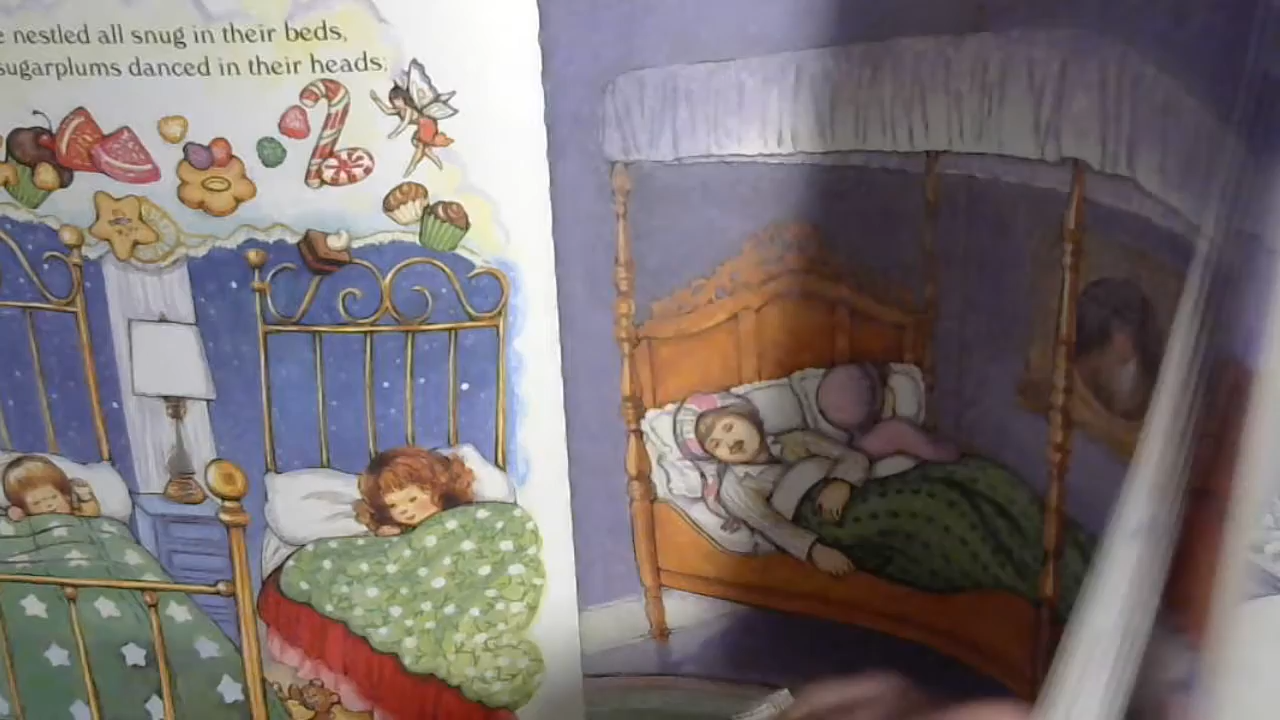 nestled all snug in their beds,
sugarplums danced in their heads;